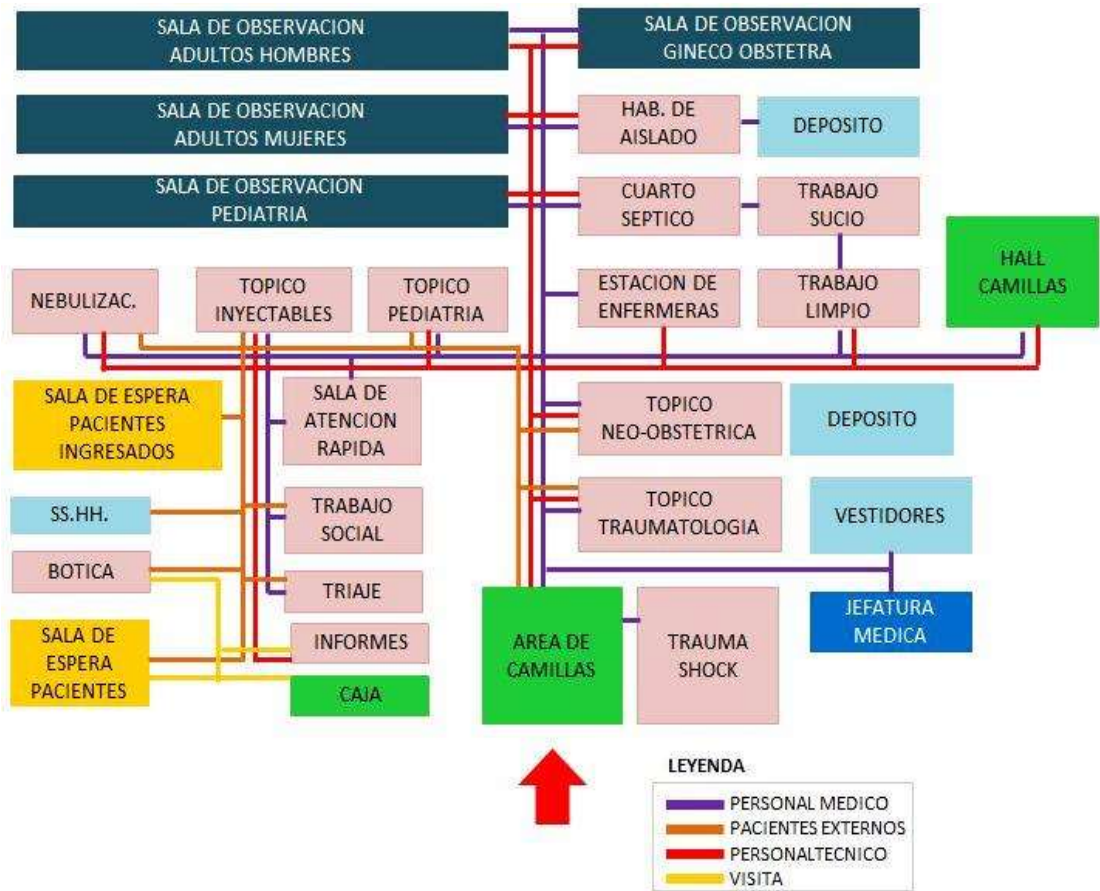 SALA DE OBSERVACION
ADULTOS HOMBRES
SALA DE OBSERVACION
GINECO OBSTETRA
SALA DE OBSERVACION
ADULTOS MUJERES
HAB. DE
AISLADO
DEPOSITO
SALA DE OBSERVACION
PEDIATRIA
CUARTO
SEPTICO
TRABAJO
SUCIO
HALL
CAMILLAS
NEBULIZAC.
TOPICO
INYECTABLES
TOPICO
PEDIATRIA
ESTACION DE
ENFERMERAS
TRABAJO
LIMPIO
SALA DE ESPERA
PACIENTES
INGRESADOS
SALA DE
ATENCION
RAPIDA
TOPICO
NEO-OBSTETRICA
DEPOSITO
SS.HH.
TRABAJO
SOCIAL
TOPICO
TRAUMATOLOGIA
VESTIDORES
BOTICA
TRIAJE
SALA DE
ESPERA
PACIENTES
INFORMES
CAJA
AREA DE
CAMILLAS
TRAUMA
SHOCK
JEFATURA
MEDICA
LEYENDA
PERSONAL MEDICO
PACIENTES EXTERNOS
PERSONALTECNICO
VISITA